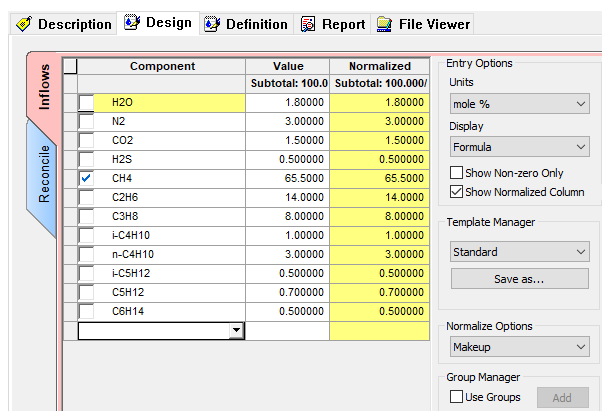 Description Design Definition Report File Viewer
Inflows
Reconcile
Component Value Normalized
Subtotal: 100.0 Subtotal: 100.000/
H2O 1.80000 1.80000
N2 3.00000 3.00000
CO2 1.50000 1.50000
H2S 0.500000 0.500000
CH4 65.5000 65.5000
C2H6 14.0000 14.0000
C3H8 8.00000 8.00000
i-C4H10 1.00000 1.00000
n-C4H10 3.00000 3.00000
i-C5H12 0.500000 0.500000
C5H12 0.700000 0.700000
C6H14 0.500000 0.500000
Entry Options
Units
mole %
Display
Formula
Show Non-zero Only
Show Normalized Column
Template Manager
Standard
Save as...
Normalize Options
Makeup
Group Manager
Use Groups Add